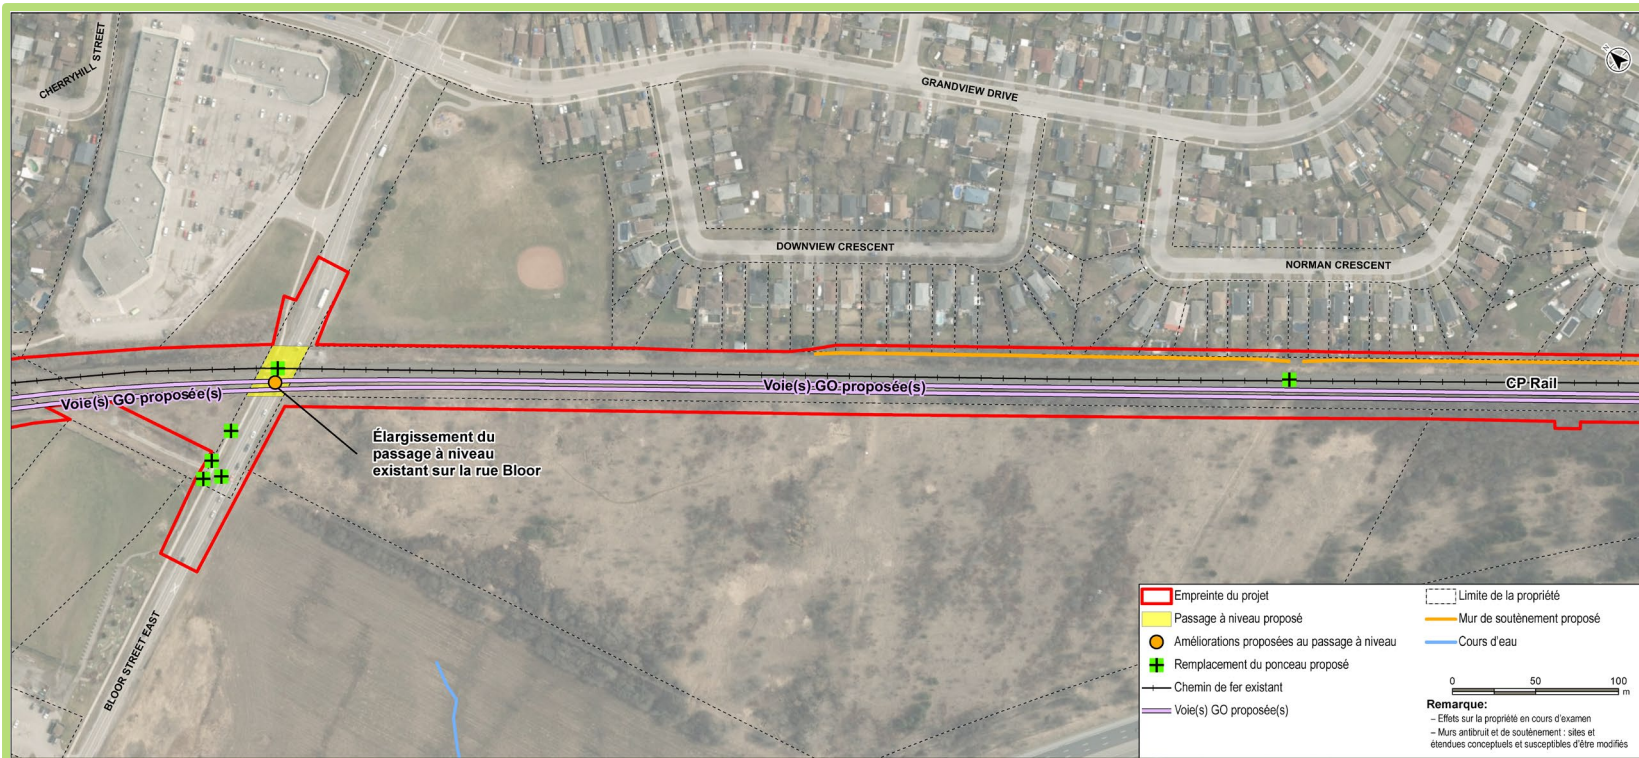 CHERRYHILL STREET
GRANDVIEW DRIVE
N
DOWNVIEW CRESCENT
NORMAN CRESCENT
Voie(s) GO proposée(s)
Voie(s) GO proposée(s)
CP Rail
Élargissement du
passage à niveau
existant sur la rue Bloor
BLOOR STREET EAST
Empreinte du projet
Passage à niveau proposé
Améliorations proposées au passage à niveau
Remplacement du ponceau proposé
Chemin de fer existant
Voie(s) GO proposée(s)
Limite de la propriété
Mur de soutènement proposé
Cours d'eau
0 50 100
m
Remarque:
– Effets sur la propriété en cours d'examen
– Murs antibruit et de soutènement : sites et
étendues conceptuels et susceptibles d'être modifiés